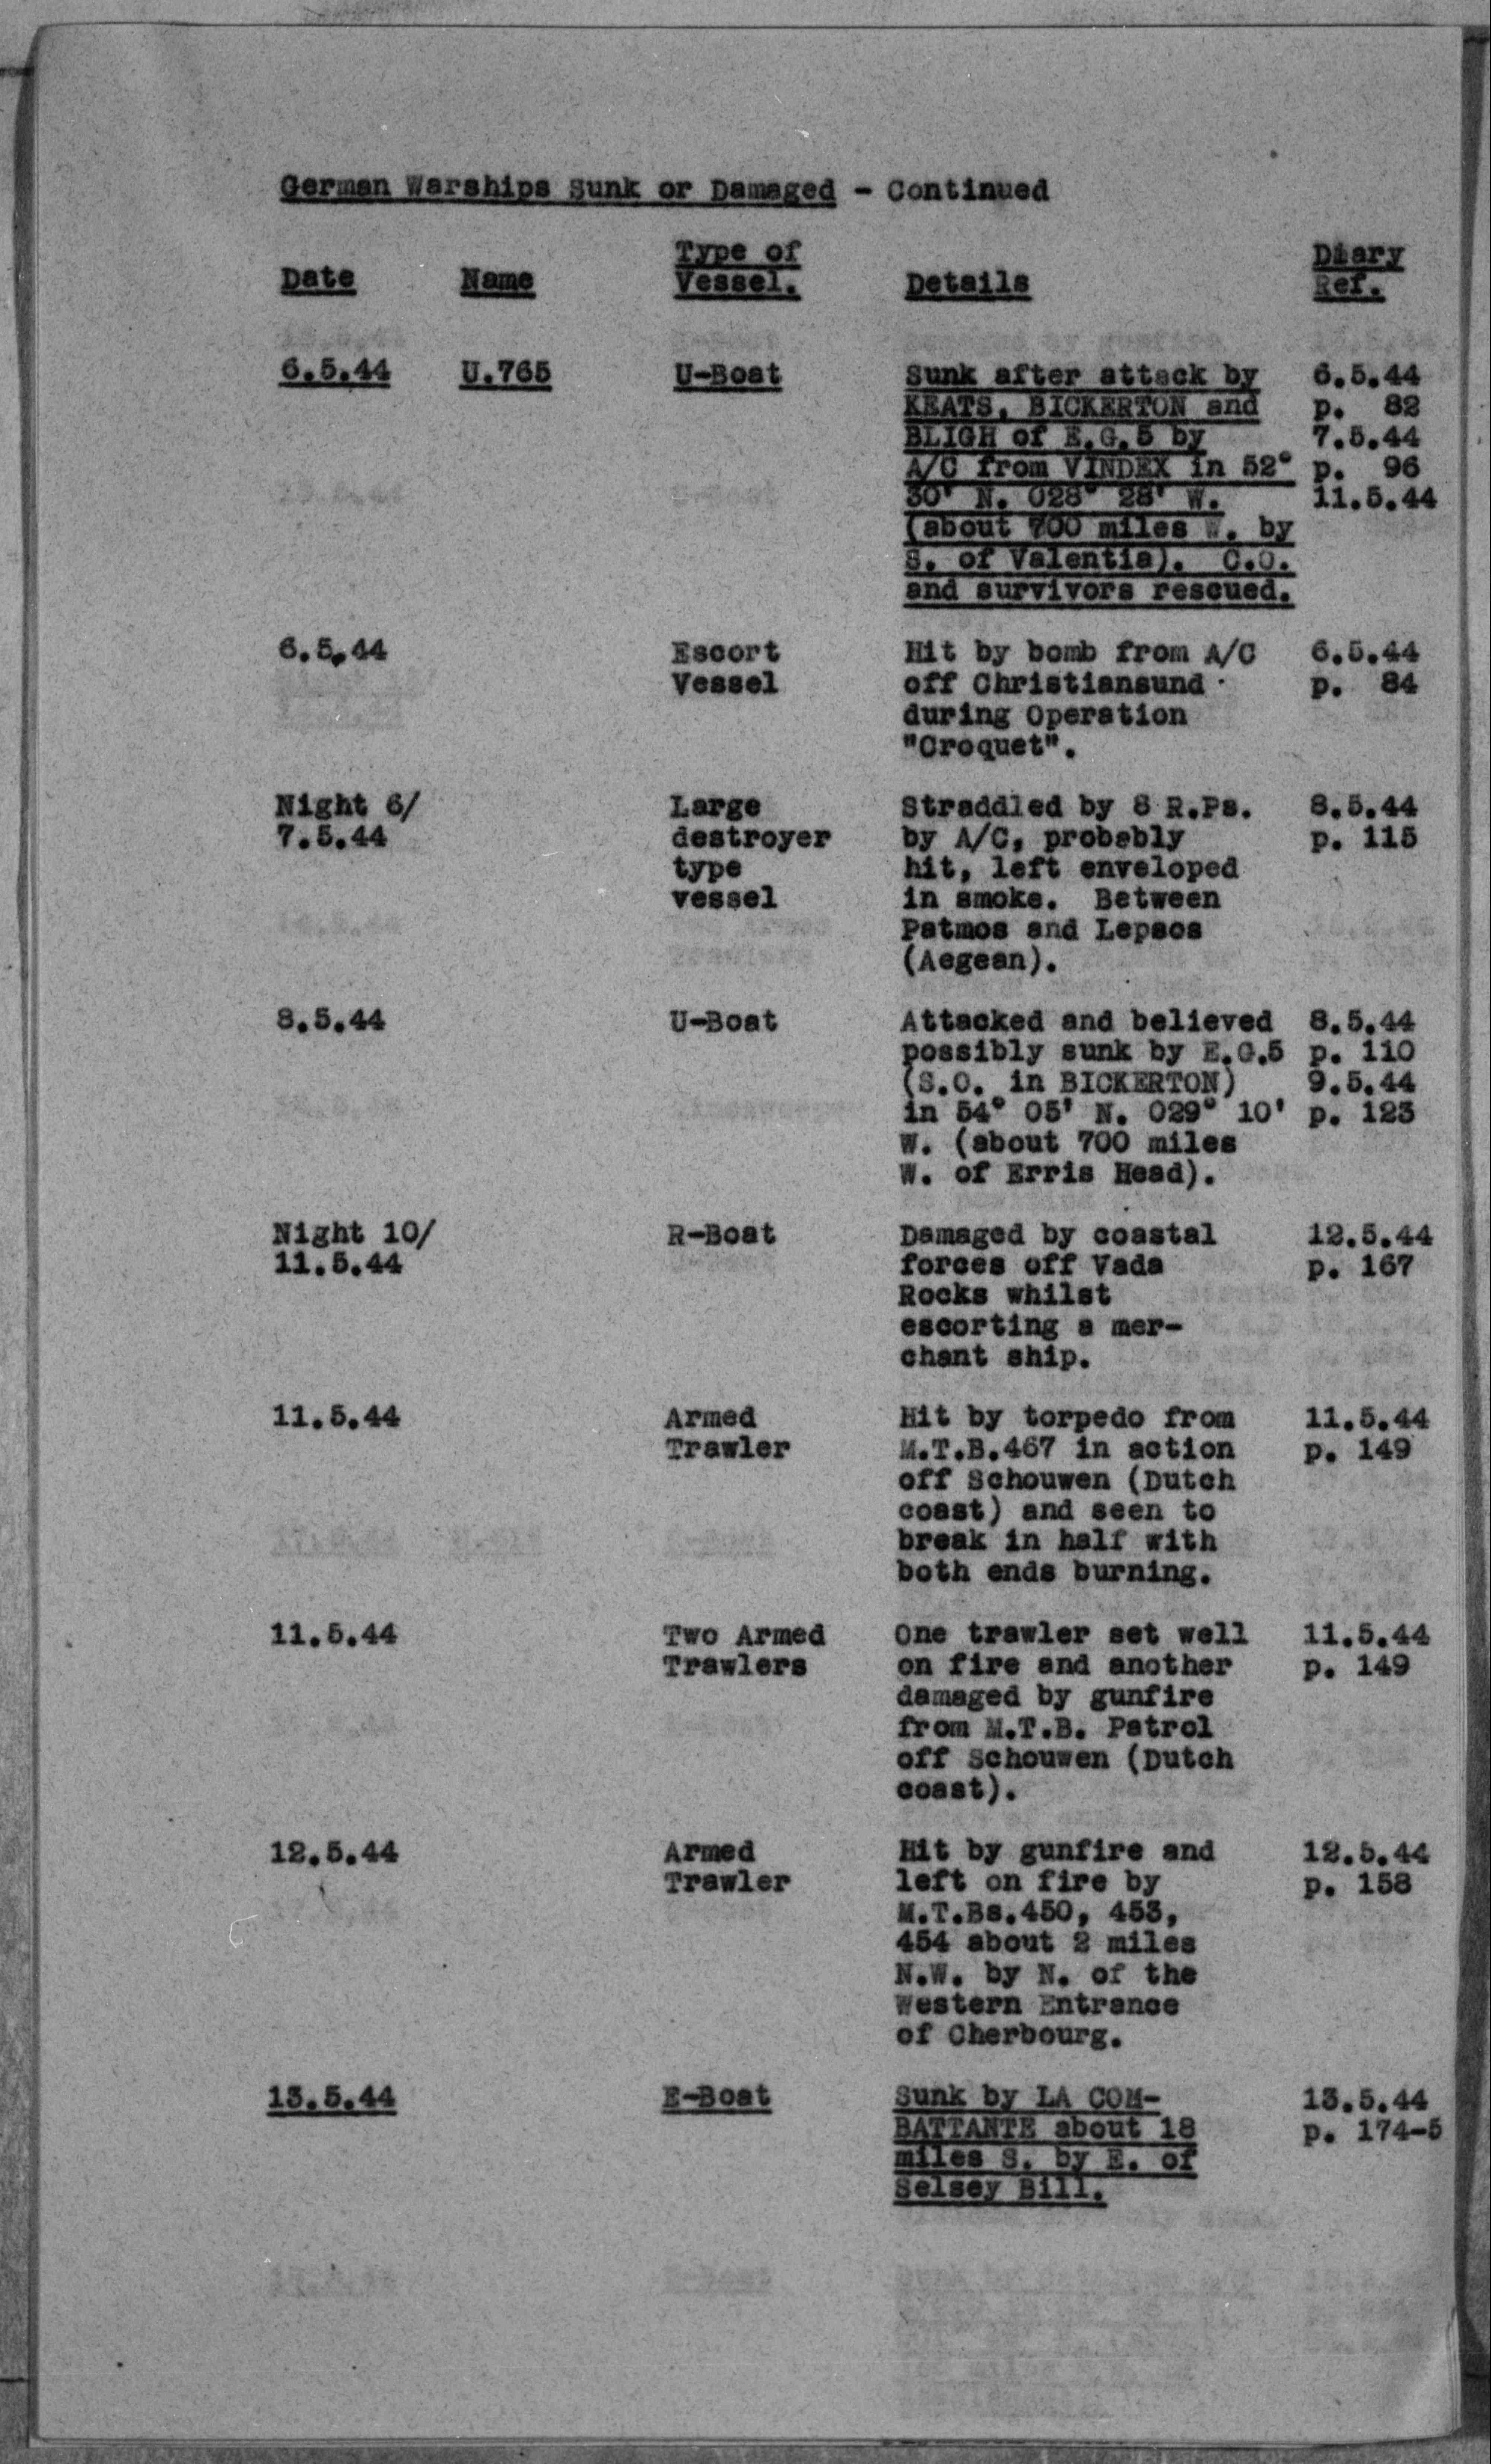 German Warships Sunk or Damaged - Continued
Date Name Type of Vessel. Details Diary Ref.
6.5.44 U.765 U-Boat Sunk after attack by 6.5.44
KEATS, BICKERTON and p. 82
BLIGH of E.G.5 by 7.5.44
A/C from VINDEX in 52° p. 96
30' N. 028° 28' W. 11.5.44
(about 700 miles W. by
S. of Valentia). C.O.
and survivors rescued.
6.5.44 Escort Hit by bomb from A/C 6.5.44
Vessel off Christiansund p. 84
during Operation
"Croquet".
Night 6/ Large Straddled by 8 R.Ps. 8.5.44
7.5.44 destroyer by A/C, probably p. 115
type hit, left enveloped
vessel in smoke. Between
Patmos and Lepsos
(Aegean).
8.5.44 U-Boat Attacked and believed 8.5.44
possibly sunk by E.G.5 p. 110
(S.O. in BICKERTON) 9.5.44
in 54° 05' N. 029° 10' p. 123
W. (about 700 miles
W. of Erris Head).
Night 10/ R-Boat Damaged by coastal 12.5.44
11.5.44 forces off Vada p. 167
Rocks whilst
escorting a mer-
chant ship.
11.5.44 Armed Hit by torpedo from 11.5.44
Trawler M.T.B.467 in action p. 149
off Schouwen (Dutch
coast) and seen to
break in half with
both ends burning.
11.5.44 Two Armed One trawler set well 11.5.44
Trawlers on fire and another p. 149
damaged by gunfire
from M.T.B. Patrol
off Schouwen (Dutch
coast).
12.5.44 Armed Hit by gunfire and 12.5.44
Trawler left on fire by p. 158
M.T.Bs.450, 453,
454 about 2 miles
N.W. by N. of the
Western Entrance
of Cherbourg.
13.5.44 E-Boat Sunk by LA COM- 13.5.44
BATTANTE about 18 p. 174-5
miles S. by E. of
Selsey Bill.